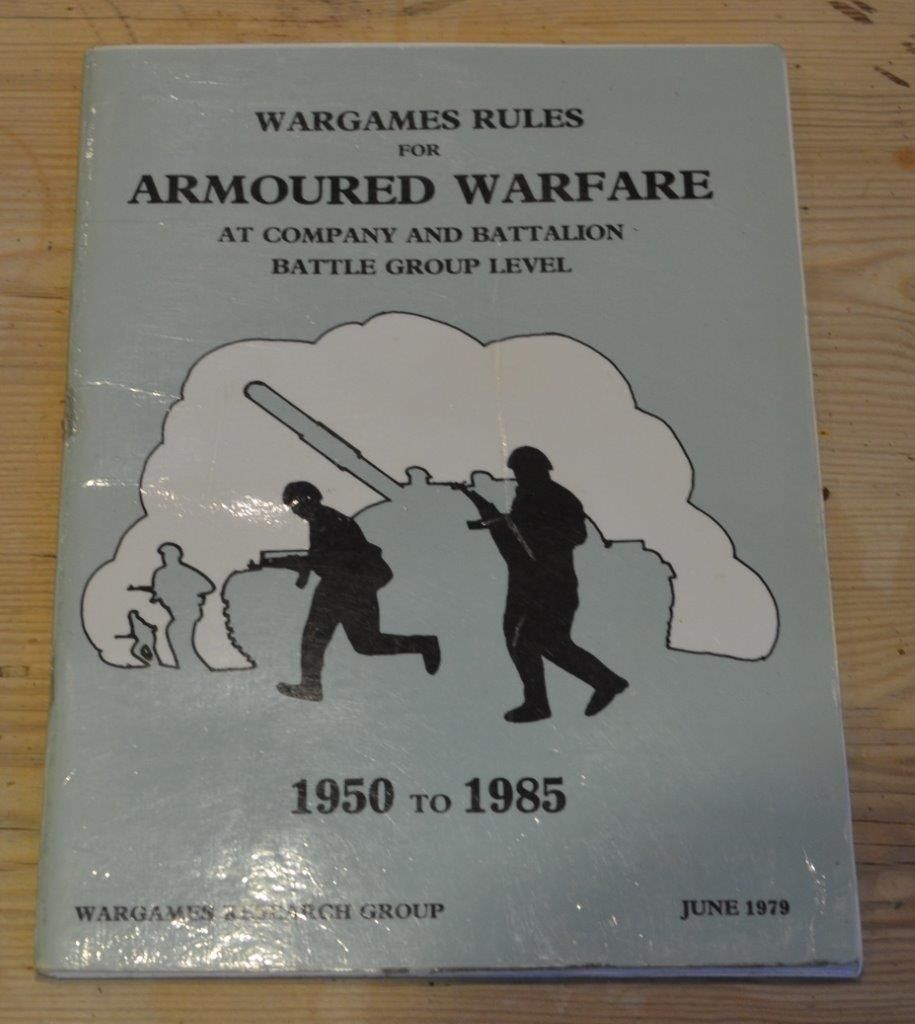 WARGAMES RULES
FOR
ARMOURED WARFARE
AT COMPANY AND BATTALION
BATTLE GROUP LEVEL
1950 TO 1985
WARGAMES RESEARCH GROUP
JUNE 1979